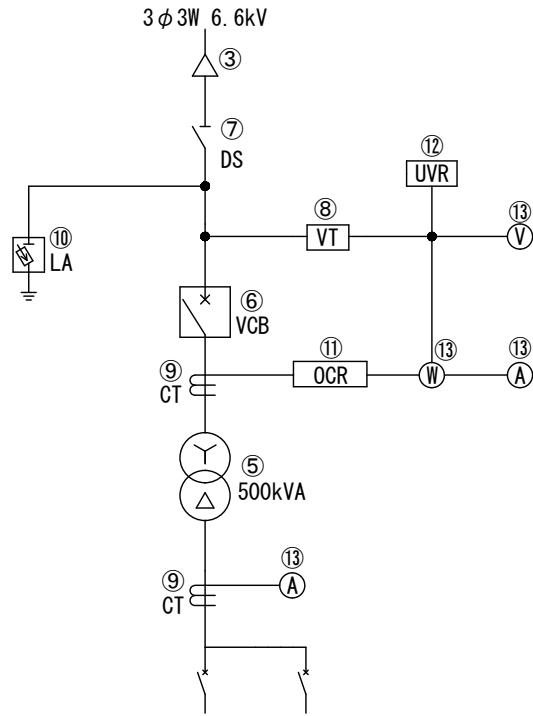 3φ3W 6.6kV
③
⑦
DS
⑫
UVR
⑧
VT
⑬
V
⑩
LA
⑥
VCB
⑨
CT
⑪
OCR
⑬
W
⑬
A
⑤
500kVA
⑨
CT
⑬
A